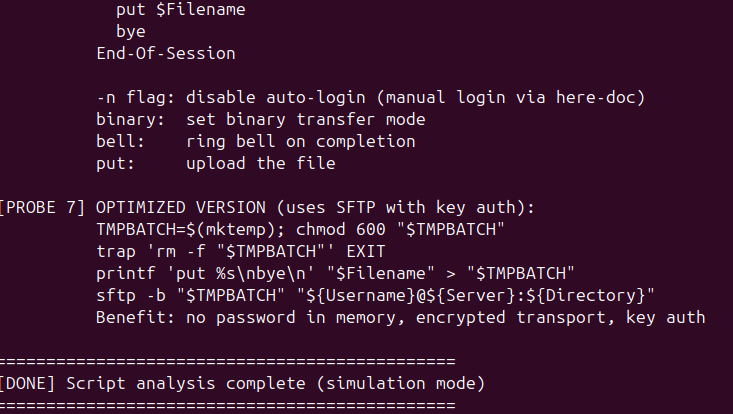 put $Filename
bye
End-Of-Session
-n flag: disable auto-login (manual login via here-doc)
binary:  set binary transfer mode
bell:    ring bell on completion
put:     upload the file
[PROBE 7] OPTIMIZED VERSION (uses SFTP with key auth):
TMPBATCH=$(mktemp); chmod 600 "$TMPBATCH"
trap 'rm -f "$TMPBATCH"' EXIT
printf 'put %s\nbye\n' "$Filename" > "$TMPBATCH"
sftp -b "$TMPBATCH" "${Username}@${Server}:${Directory}"
Benefit: no password in memory, encrypted transport, key auth
==============================================
[DONE] Script analysis complete (simulation mode)
==============================================